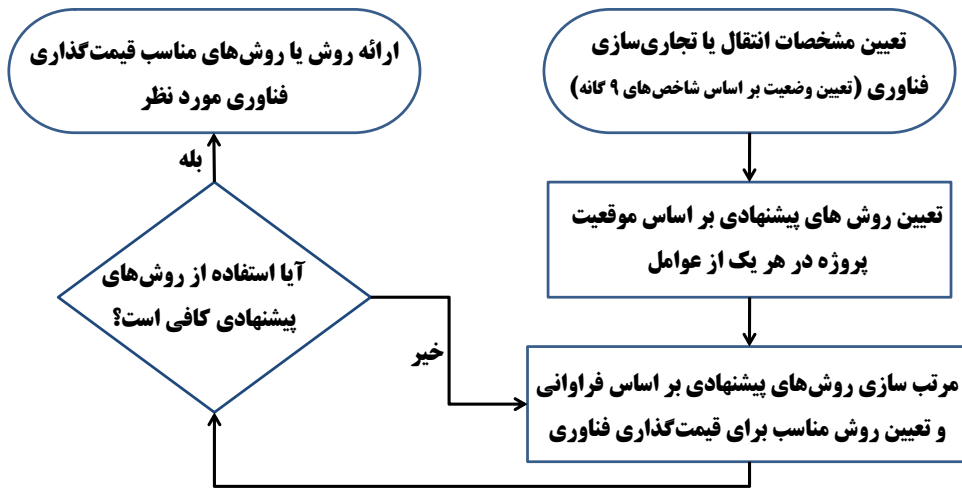 تعیین مشخصات انتقال یا تجاری‌سازی
فناوری (تعیین وضعیت بر اساس شاخص‌های ۹ گانه)
تعیین روش های پیشنهادی بر اساس موقعیت
پروژه در هر یک از عوامل
مرتب سازی روش‌های پیشنهادی بر اساس فراوانی
و تعیین روش مناسب برای قیمت‌گذاری فناوری
آیا استفاده از روش‌های
پیشنهادی کافی است؟
خیر
بله
ارائه روش یا روش‌های مناسب قیمت‌گذاری
فناوری مورد نظر